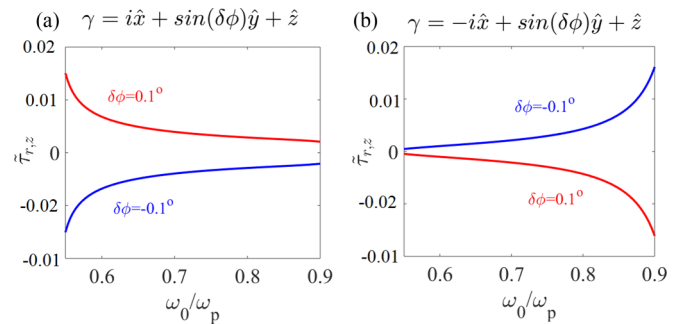 (a) γ = ix̂ + sin(δϕ)ŷ + ẑ
0.02
0.01
0
-0.02
-0.01
τ̃r,z
δϕ=0.1°
δϕ=-0.1°
0.6 0.7 0.8 0.9
ω0/ωp
(b) γ = −ix̂ + sin(δϕ)ŷ + ẑ
0.02
0.01
0
-0.02
-0.01
τ̃r,z
δϕ=-0.1°
δϕ=0.1°
0.6 0.7 0.8 0.9
ω0/ωp